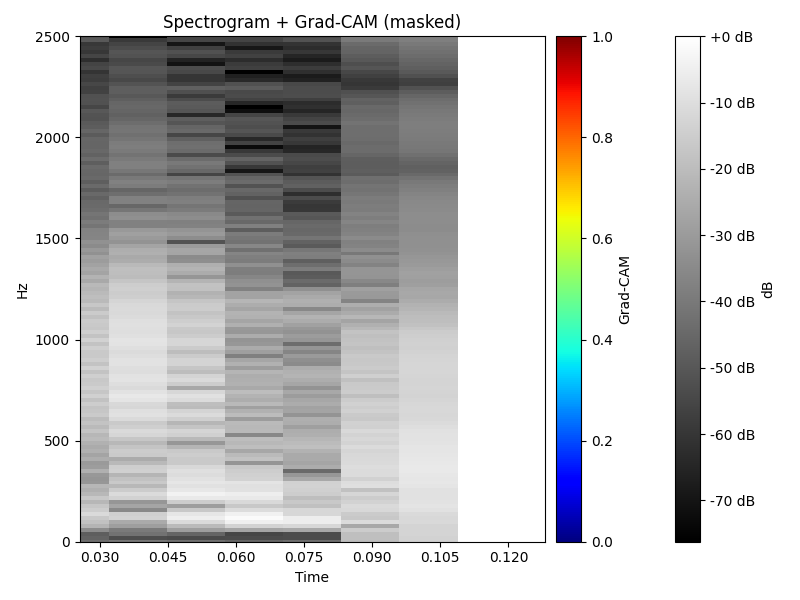 Spectrogram + Grad-CAM (masked)
2500
2000
1500
1000
500
0
Hz
0.030
0.045
0.060
0.075
0.090
0.105
0.120
Time
1.0
0.8
0.6
0.4
0.2
0.0
Grad-CAM
+0 dB
-10 dB
-20 dB
-30 dB
-40 dB
-50 dB
-60 dB
-70 dB
dB